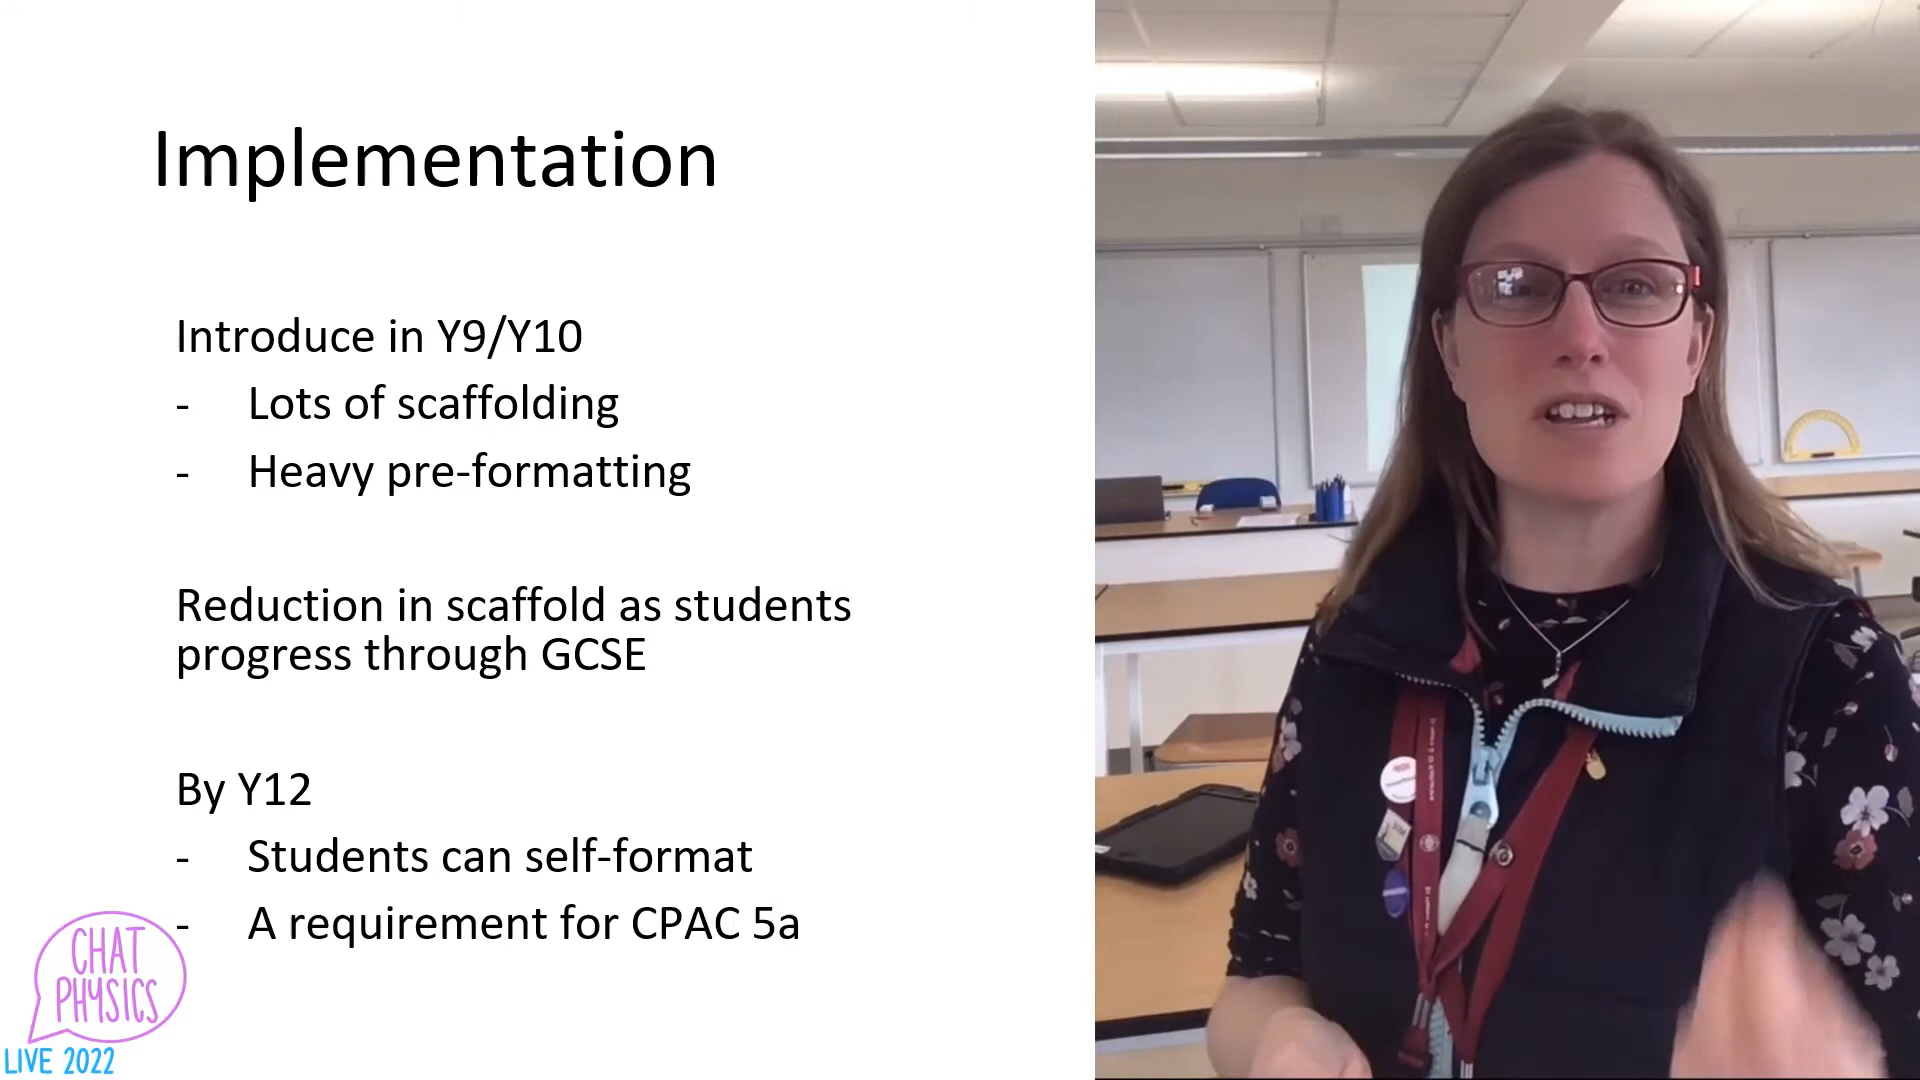 Implementation
Introduce in Y9/Y10
- Lots of scaffolding
- Heavy pre-formatting
Reduction in scaffold as students
progress through GCSE
By Y12
- Students can self-format
- A requirement for CPAC 5a
CHAT
PHYSICS
LIVE 2022